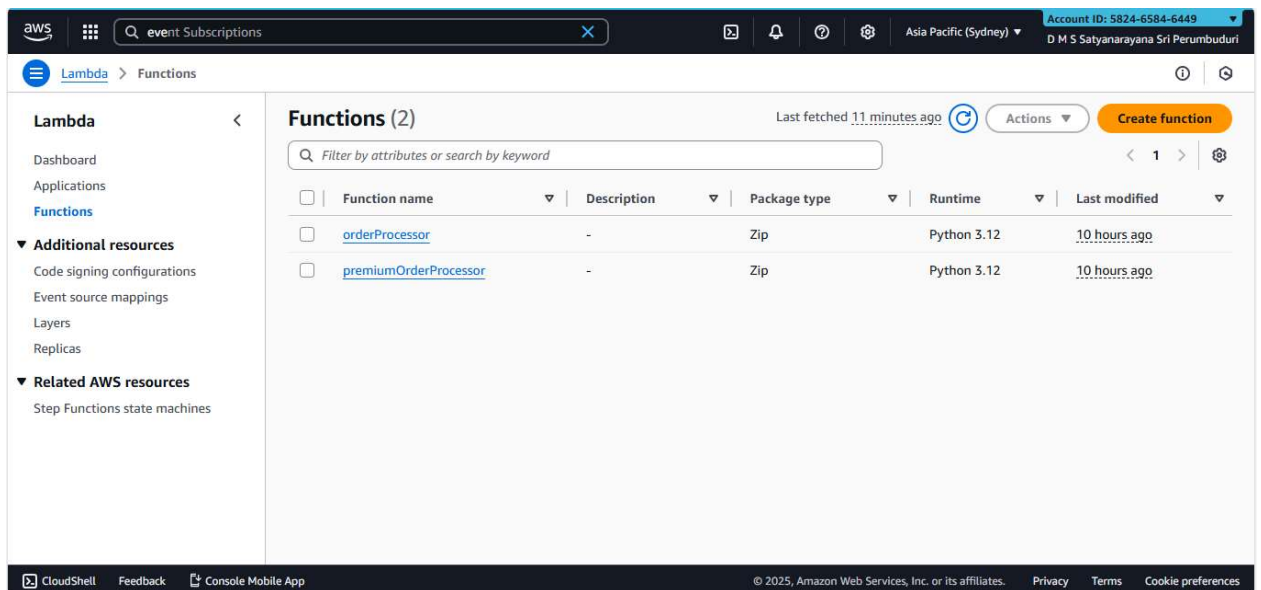 aws
event Subscriptions
Asia Pacific (Sydney)
Account ID: 5824-6584-6449
D M S Satyanarayana Sri Perumbuduri
Lambda > Functions
Lambda
Dashboard
Applications
Functions
Additional resources
Code signing configurations
Event source mappings
Layers
Replicas
Related AWS resources
Step Functions state machines
Functions (2)
Last fetched 11 minutes ago
Actions
Create function
Filter by attributes or search by keyword
1
Function name Description Package type Runtime Last modified
orderProcessor - Zip Python 3.12 10 hours ago
premiumOrderProcessor - Zip Python 3.12 10 hours ago
CloudShell Feedback Console Mobile App © 2025, Amazon Web Services, Inc. or its affiliates. Privacy Terms Cookie preferences